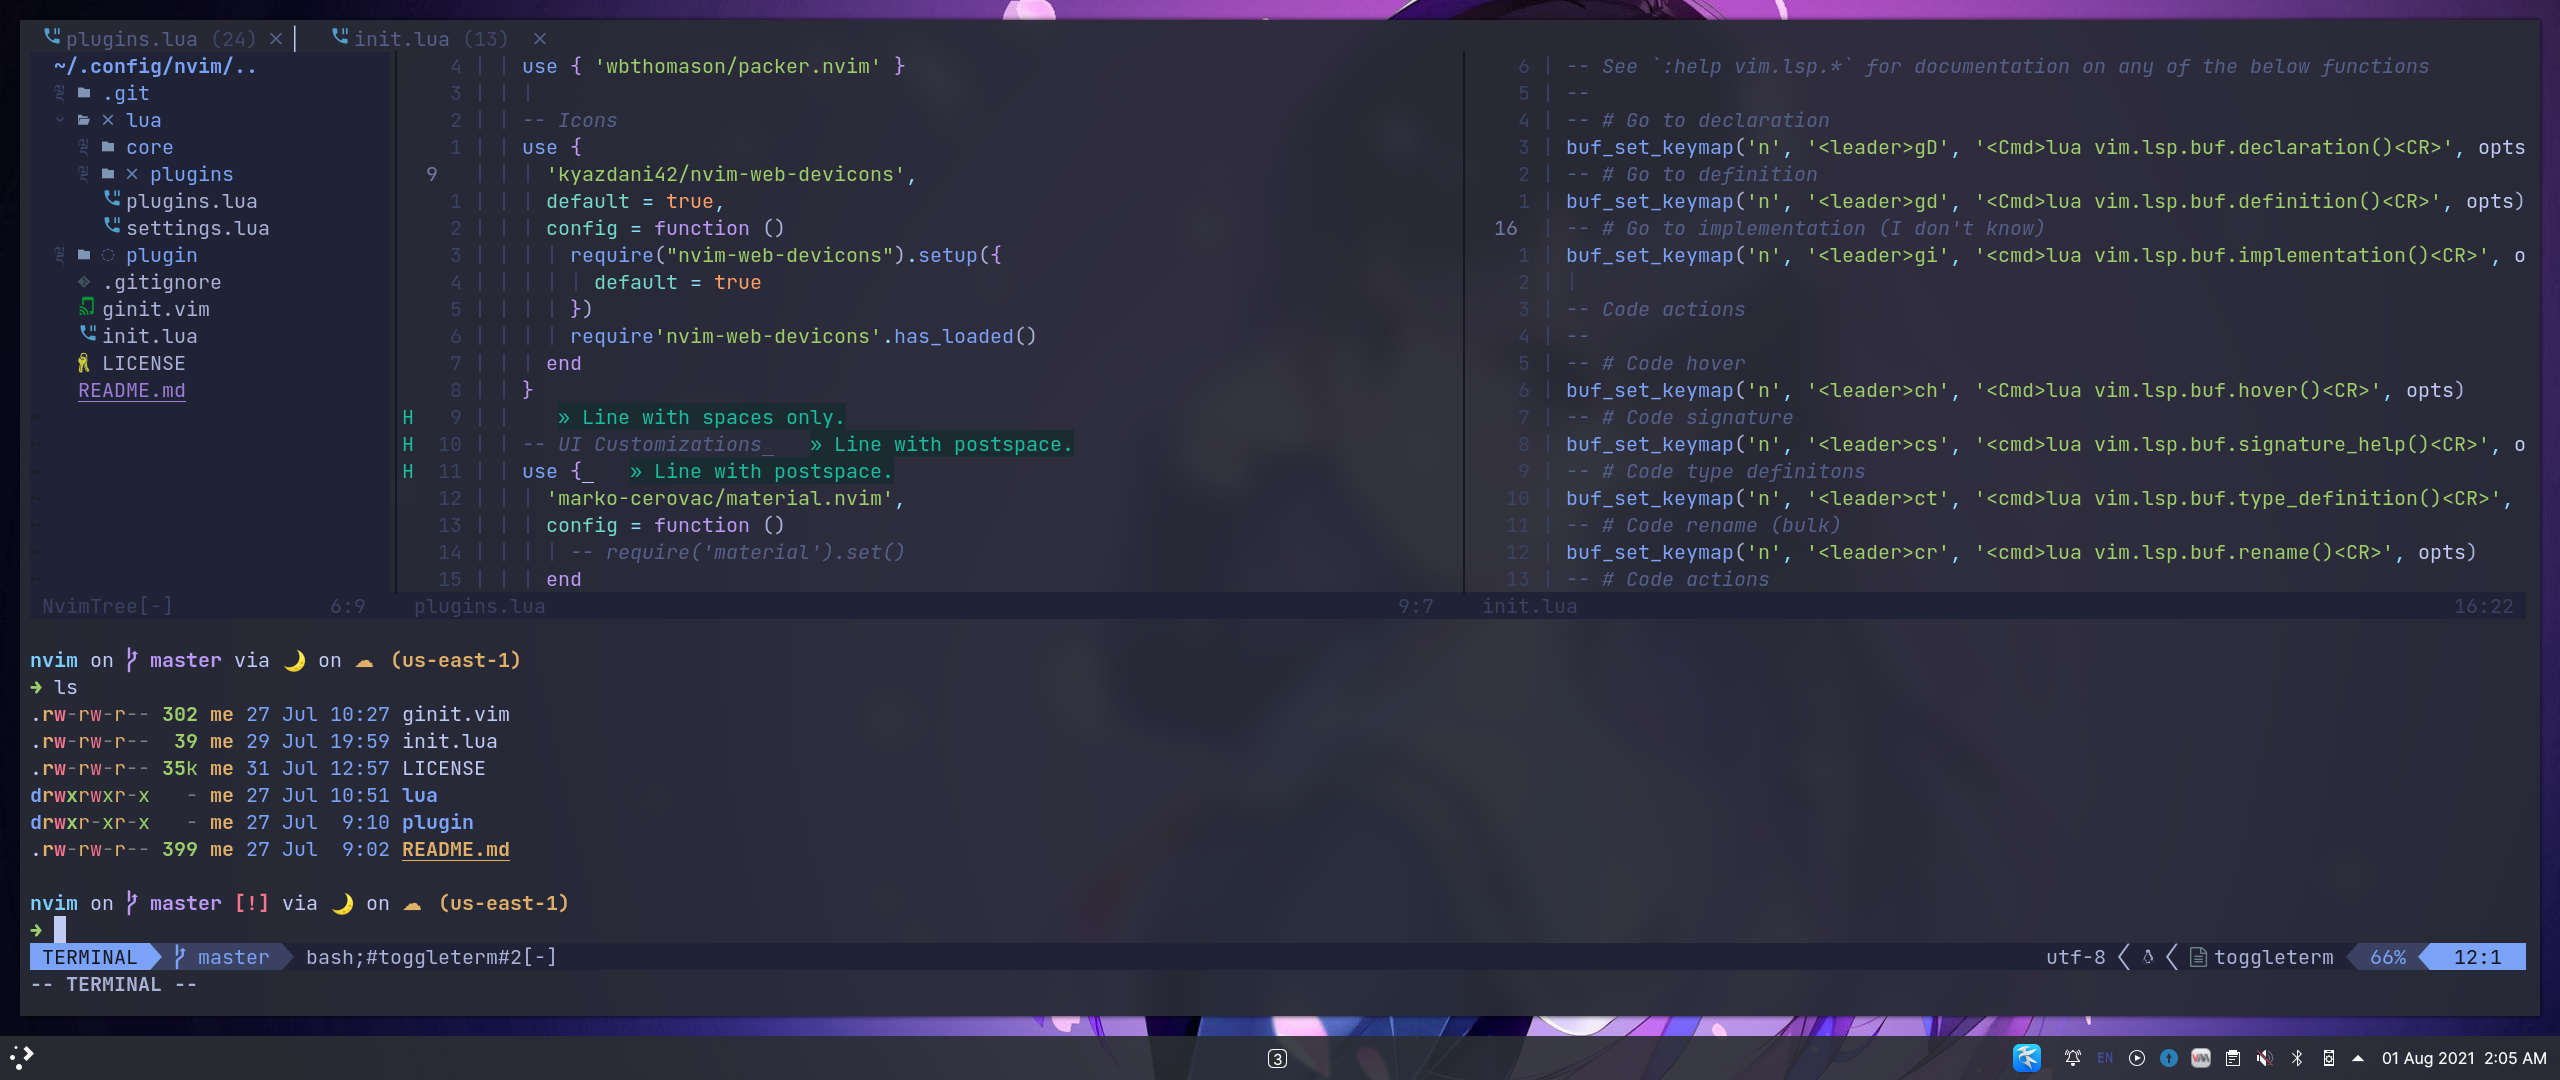 plugins.lua (24) × init.lua (13) ×
~/.config/nvim/..
.git
lua
core
plugins
plugins.lua
settings.lua
plugin
.gitignore
ginit.vim
init.lua
LICENSE
README.md
~
~
~
~
~
~
~
NvimTree[-] 6:9
4 use { 'wbthomason/packer.nvim' }
3
2 -- Icons
1 use {
9 'kyazdani42/nvim-web-devicons',
1 default = true,
2 config = function ()
3 require("nvim-web-devicons").setup({
4 default = true
5 })
6 require'nvim-web-devicons'.has_loaded()
7 end
8 }
H 9 » Line with spaces only.
H 10 -- UI Customizations_ » Line with postspace.
H 11 use {_ » Line with postspace.
12 'marko-cerovac/material.nvim',
13 config = function ()
14 -- require('material').set()
15 end
plugins.lua 9:7
6 -- See `:help vim.lsp.*` for documentation on any of the below functions
5 --
4 -- # Go to declaration
3 buf_set_keymap('n', '<leader>gD', '<Cmd>lua vim.lsp.buf.declaration()<CR>', opts
2 -- # Go to definition
1 buf_set_keymap('n', '<leader>gd', '<Cmd>lua vim.lsp.buf.definition()<CR>', opts)
16 -- # Go to implementation (I don't know)
1 buf_set_keymap('n', '<leader>gi', '<cmd>lua vim.lsp.buf.implementation()<CR>', o
2
3 -- Code actions
4 --
5 -- # Code hover
6 buf_set_keymap('n', '<leader>ch', '<Cmd>lua vim.lsp.buf.hover()<CR>', opts)
7 -- # Code signature
8 buf_set_keymap('n', '<leader>cs', '<cmd>lua vim.lsp.buf.signature_help()<CR>', o
9 -- # Code type definitons
10 buf_set_keymap('n', '<leader>ct', '<cmd>lua vim.lsp.buf.type_definition()<CR>',
11 -- # Code rename (bulk)
12 buf_set_keymap('n', '<leader>cr', '<cmd>lua vim.lsp.buf.rename()<CR>', opts)
13 -- # Code actions
init.lua 16:22
nvim on master via 🌙 on ☁ (us-east-1)
➜ ls
.rw-rw-r-- 302 me 27 Jul 10:27 ginit.vim
.rw-rw-r-- 39 me 29 Jul 19:59 init.lua
.rw-rw-r-- 35k me 31 Jul 12:57 LICENSE
drwxrwxr-x - me 27 Jul 10:51 lua
drwxr-xr-x - me 27 Jul 9:10 plugin
.rw-rw-r-- 399 me 27 Jul 9:02 README.md
nvim on master [!] via 🌙 on ☁ (us-east-1)
➜
TERMINAL master bash;#toggleterm#2[-] utf-8 toggleterm 66% 12:1
-- TERMINAL --
3 EN 01 Aug 2021 2:05 AM